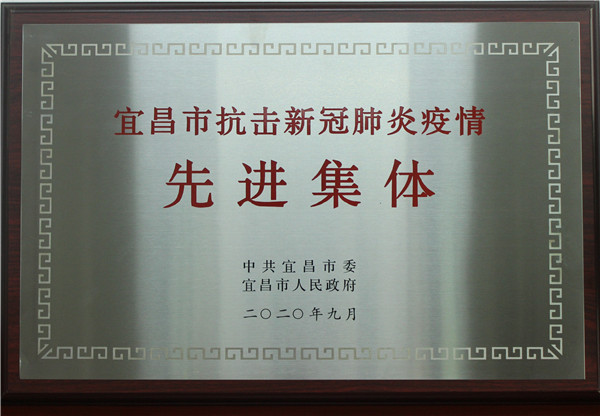 宜昌市抗击新冠肺炎疫情
先进集体
中共宜昌市委
宜昌市人民政府
二〇二〇年九月